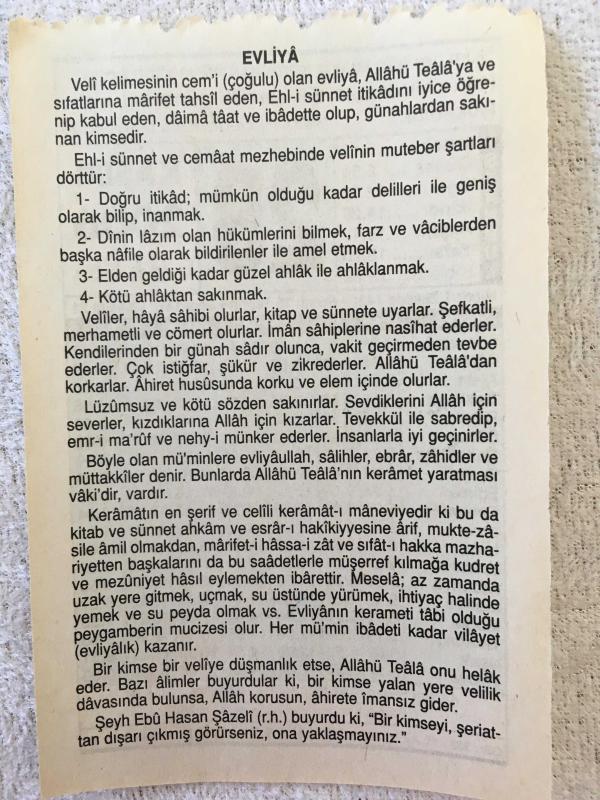 EVLİYÂ
Velî kelimesinin cem'i (çoğulu) olan evliyâ, Allâhü Teâlâ'ya ve
sıfatlarına mârifet tahsîl eden, Ehl-i sünnet itikâdını iyice öğre-
nip kabul eden, dâimâ tâat ve ibâdette olup, günahlardan sakı-
nan kimsedir.
Ehl-i sünnet ve cemâat mezhebinde velînin muteber şartları
dörttür:
1- Doğru itikâd; mümkün olduğu kadar delilleri ile geniş
olarak bilip, inanmak.
2- Dînin lâzım olan hükümlerini bilmek, farz ve vâciblerden
başka nâfile olarak bildirilenler ile amel etmek.
3- Elden geldiği kadar güzel ahlâk ile ahlâklanmak.
4- Kötü ahlâktan sakınmak.
Velîler, hâyâ sâhibi olurlar, kitap ve sünnete uyarlar. Şefkatli,
merhametli ve cömert olurlar. Îmân sâhiplerine nasîhat ederler.
Kendilerinden bir günah sâdır olunca, vakit geçirmeden tevbe
ederler. Çok istiğfar, şükür ve zikrederler. Allâhü Teâlâ'dan
korkarlar. Âhiret husûsunda korku ve elem içinde olurlar.
Lüzûmsuz ve kötü sözden sakınırlar. Sevdiklerini Allâh için
severler, kızdıklarına Allâh için kızarlar. Tevekkül ile sabredip,
emr-i ma'rûf ve nehy-i münker ederler. İnsanlarla iyi geçinirler.
Böyle olan mü'minlere evliyâullah, sâlihler, ebrâr, zâhidler ve
müttakkîler denir. Bunlarda Allâhü Teâlâ'nın kerâmet yaratması
vâki'dir, vardır.
Kerâmâtın en şerif ve celîli kerâmât-ı mâneviyedir ki bu da
kitab ve sünnet ahkâm ve esrâr-ı hakîkiyyesine ârif, mukte-zâ-
sile âmil olmakdan, mârifet-i hâssa-i zât ve sıfât-ı hakka mazha-
riyetten başkalarını da bu saâdetlerle müşerref kılmağa kudret
ve mezûniyet hâsıl eylemekten ibârettir. Meselâ; az zamanda
uzak yere gitmek, uçmak, su üstünde yürümek, ihtiyaç halinde
yemek ve su peyda olmak vs. Evliyânın kerameti tâbi olduğu
peygamberin mucizesi olur. Her mü'min ibâdeti kadar vilâyet
(evliyâlık) kazanır.
Bir kimse bir velîye düşmanlık etse, Allâhü Teâlâ onu helâk
eder. Bazı âlimler buyurdular ki, bir kimse yalan yere velilik
dâvasında bulunsa, Allâh korusun, âhirete îmansız gider.
Şeyh Ebû Hasan Şâzelî (r.h.) buyurdu ki, “Bir kimseyi, şeriat-
tan dışarı çıkmış görürseniz, ona yaklaşmayınız.”